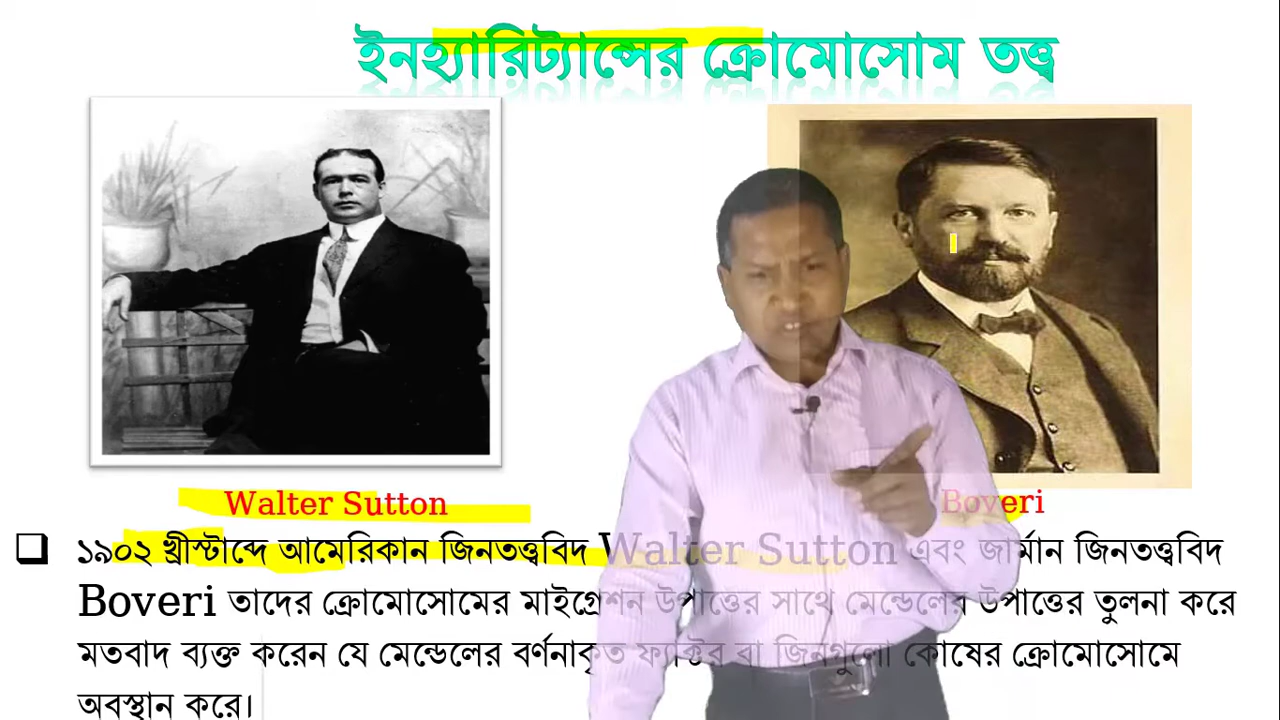 ইনহ্যারিট্যান্সের ক্রোমোসোম তত্ত্ব
Walter Sutton
Boveri
❑ ১৯০২ খ্রীস্টাব্দে আমেরিকান জিনতত্ত্ববিদ Walter Sutton এবং জার্মান জিনতত্ত্ববিদ
Boveri তাদের ক্রোমোসোমের মাইগ্রেশন উপাত্তের সাথে মেন্ডেলের উপাত্তের তুলনা করে
মতবাদ ব্যক্ত করেন যে মেন্ডেলের বর্ণনাকৃত ফ্যাক্টর বা জিনগুলো কোষের ক্রোমোসোমে
অবস্থান করে।